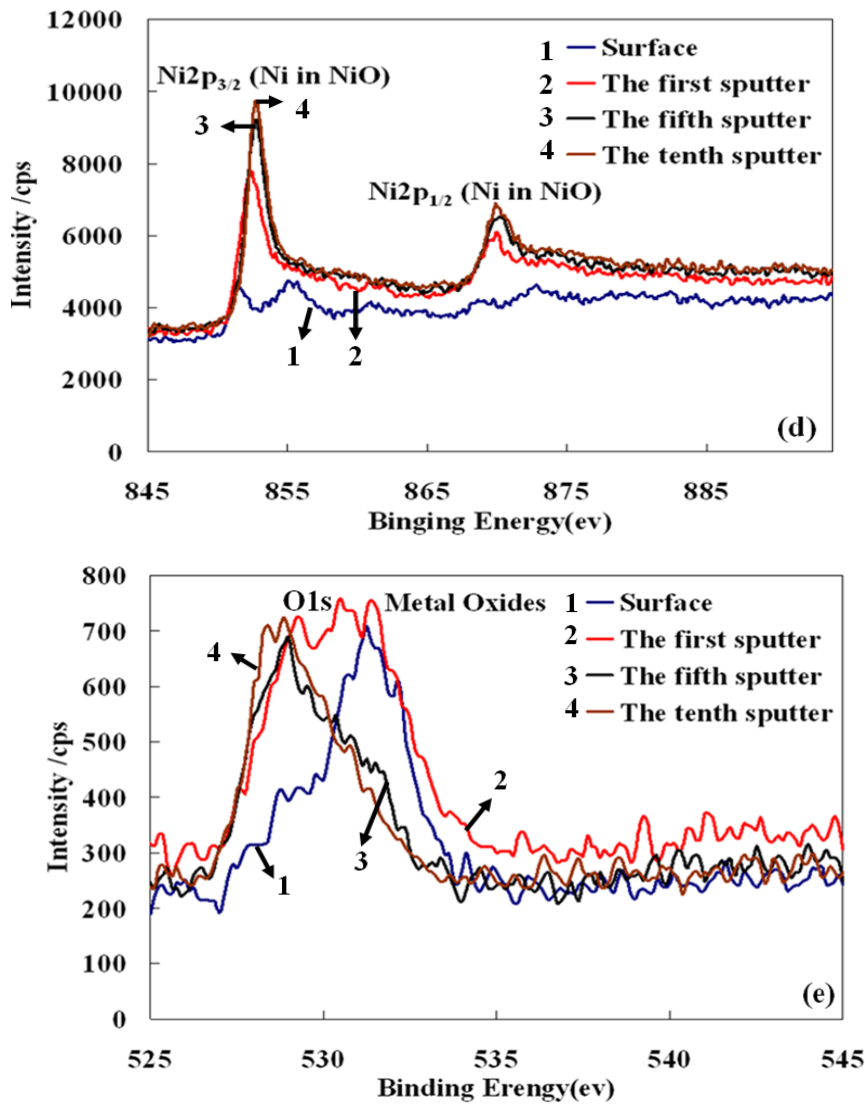 12000
10000
8000
6000
4000
2000
0
Intensity /cps
Ni2p3/2 (Ni in NiO)
Ni2p1/2 (Ni in NiO)
1 Surface
2 The first sputter
3 The fifth sputter
4 The tenth sputter
3
4
1
2
(d)
845 855 865 875 885
Binging Energy(ev)
800
700
600
500
400
300
200
100
0
Intensity /cps
O1s Metal Oxides
1 Surface
2 The first sputter
3 The fifth sputter
4 The tenth sputter
4
2
1
3
(e)
525 530 535 540 545
Binding Erengy(ev)